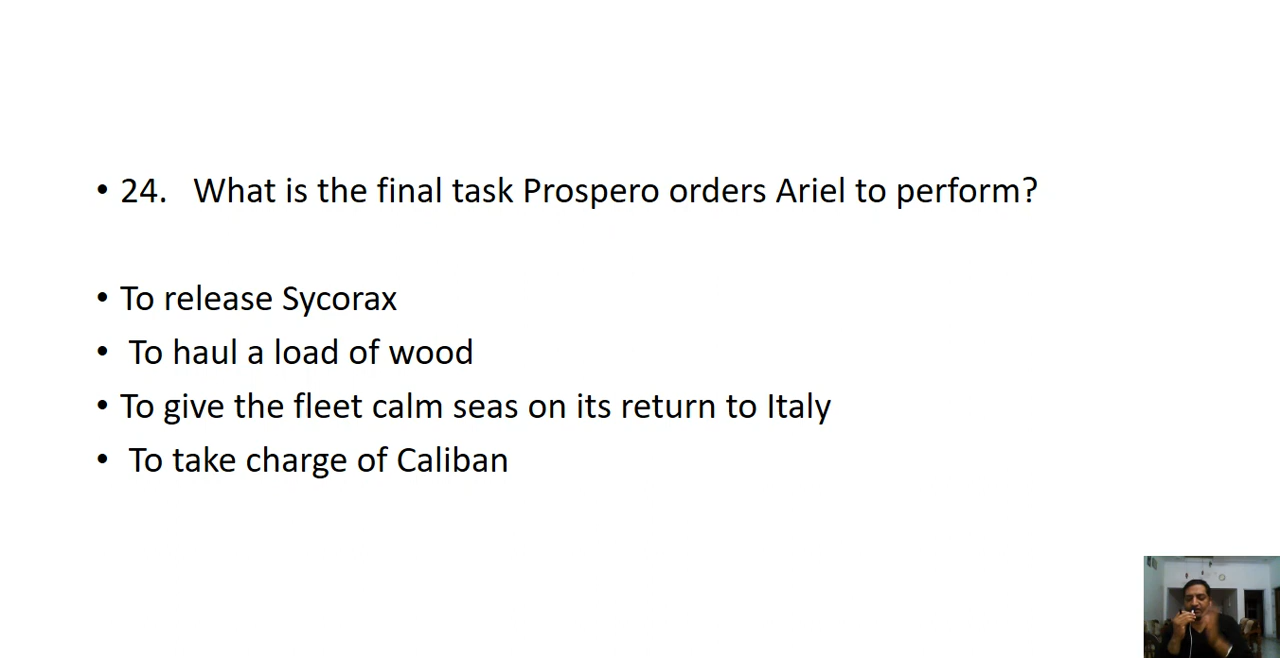 • 24. What is the final task Prospero orders Ariel to perform?
• To release Sycorax
• To haul a load of wood
• To give the fleet calm seas on its return to Italy
• To take charge of Caliban